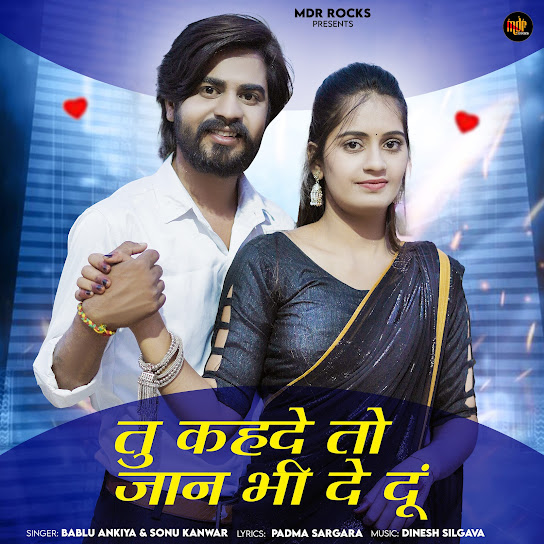 MDR ROCKS
PRESENTS
mdr
तु कहदे तो
जान भी दे दूं
SINGER: BABLU ANKIYA & SONU KANWAR LYRICS: PADMA SARGARA MUSIC: DINESH SILGAVA